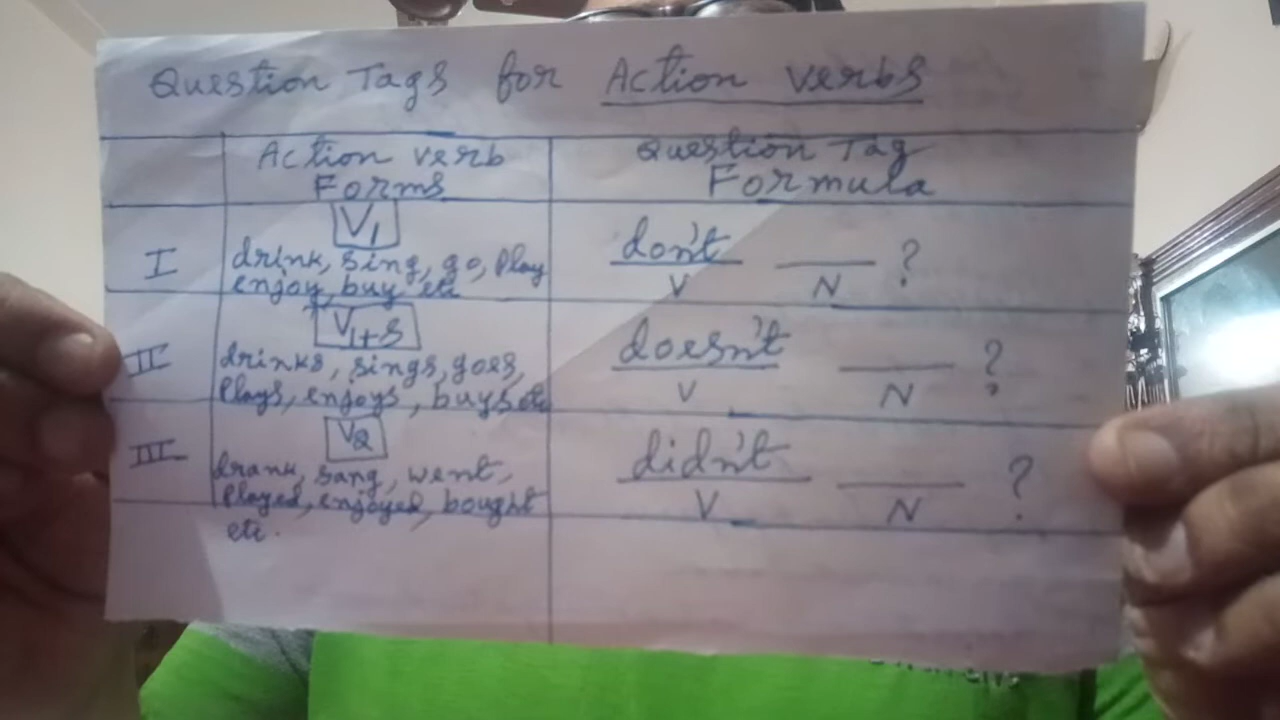 Question Tags for Action verbs
Action verb
Forms
Question Tag
Formula
I
V1
drink, sing, go, Play
enjoy, buy etc
don't ?
V N
II
V1+s
drinks, sings, goes,
Plays, enjoys, buys etc
doesn't ?
V N
III
V2
drank, sang, went,
Played, enjoyed, bought
etc.
didn't ?
V N